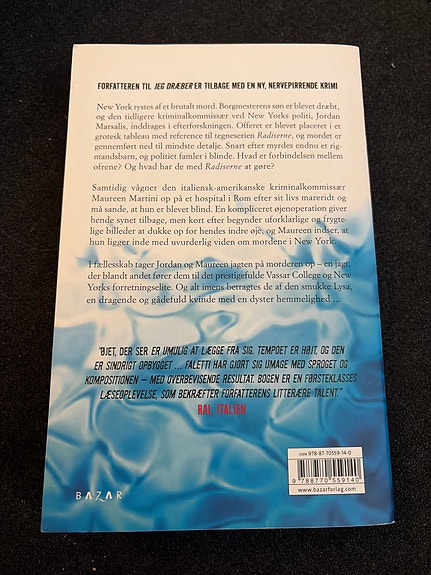 FORFATTEREN TIL JEG DRÆBER ER TILBAGE MED EN NY, NERVEPIRRENDE KRIMI
New York rystes af et brutalt mord. Borgmesterens søn er blevet dræbt,
og den tidligere kriminalkommissær ved New Yorks politi, Jordan
Marsalis, inddrages i efterforskningen. Offeret er blevet placeret i et
grotesk tableau med reference til tegneserien Radiserne, og mordet er
gennemført ned til mindste detalje. Snart efter myrdes endnu et rig-
mandsbarn, og politiet famler i blinde. Hvad er forbindelsen mellem
ofrene? Og hvad har de med Radiserne at gøre?
Samtidig vågner den italiensk-amerikanske kriminalkommissær
Maureen Martini op på et hospital i Rom efter sit livs mareridt og
må sande, at hun er blevet blind. En kompliceret øjenoperation giver
hende synet tilbage, men kort efter begynder uforklarlige og frygte-
lige billeder at dukke op for hendes indre øje, og Maureen indser, at
hun ligger inde med uvurderlig viden om mordene i New York.
I fællesskab tager Jordan og Maureen jagten på morderen op – en jagt,
der blandt andet fører dem til det prestigefulde Vassar College og New
Yorks forretningselite. Og alt imens betragtes de af den smukke Lysa,
en dragende og gådefuld kvinde med en dyster hemmelighed ...
"ØJET, DER SER ER UMULIG AT LÆGGE FRA SIG. TEMPOET ER HØJT, OG DEN
ER SINDRIGT OPBYGGET ... FALETTI HAR GJORT SIG UMAGE MED SPROGET OG
KOMPOSITIONEN – MED OVERBEVISENDE RESULTAT. BOGEN ER EN FØRSTEKLASSES
LÆSEOPLEVELSE, SOM BEKRÆFTER FORFATTERENS LITTERÆRE TALENT."
RAI, ITALIEN
ISBN 978-87-70559-14-0
9 788770 559140
www.bazarforlag.com
BAZAR